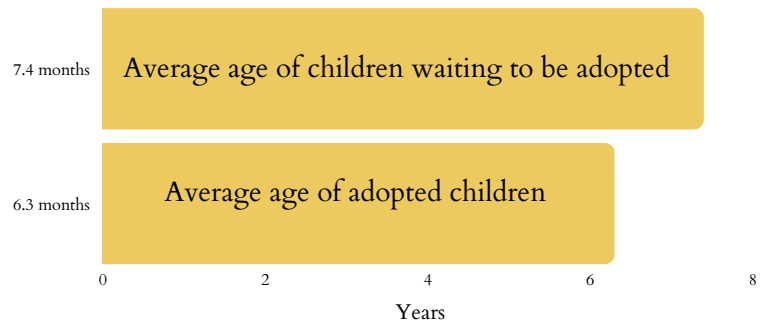 7.4 months
Average age of children waiting to be adopted
6.3 months
Average age of adopted children
0 2 4 6 8
Years